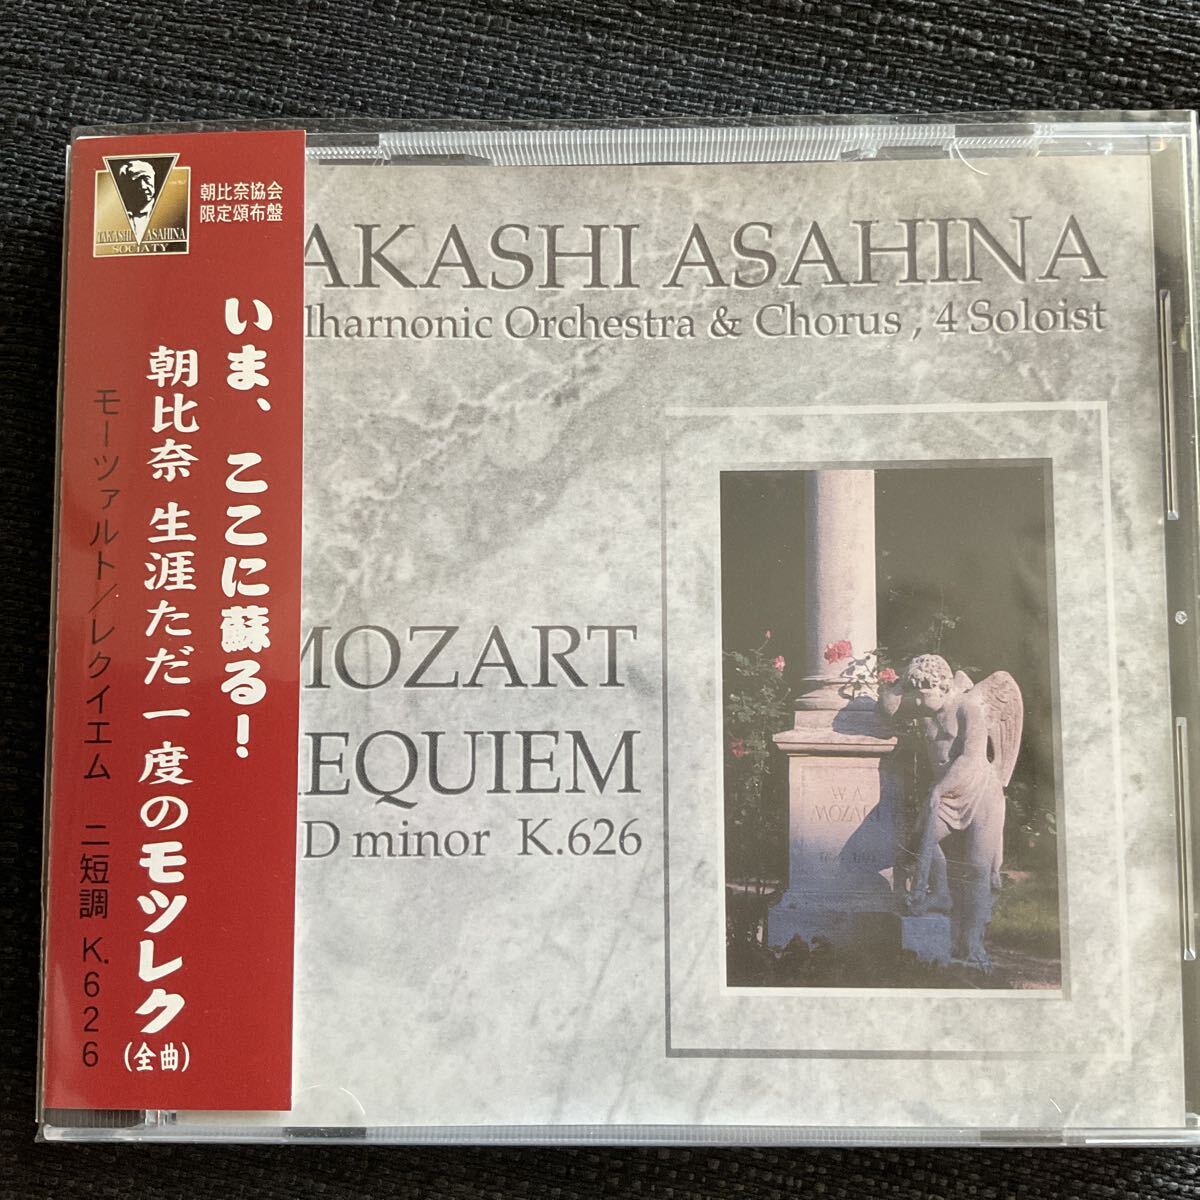 TAKASHI ASAHINA
SOCIATY
朝比奈協会
限定頒布盤
いま、ここに蘇る!
朝比奈 生涯ただ一度のモツレク(全曲)
モーツァルト/レクイエム 二短調 K.626
AKASHI ASAHINA
lharnonic Orchestra & Chorus , 4 Soloist
MOZART
EQUIEM
D minor K.626
W A
MOZART